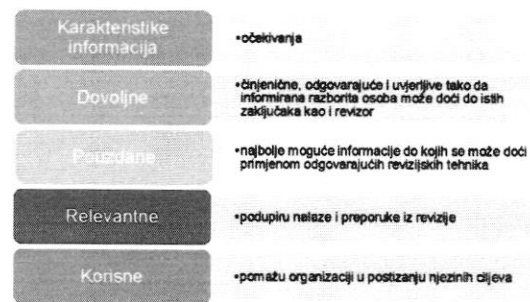 Karakteristike
informacija
•očekivanja
Dovoljne
•činjenične, odgovarajuće i uvjerljive tako da
informirana razborita osoba može doći do istih
zaključaka kao i revizor
Pouzdane
•najbolje moguće informacije do kojih se može doći
primjenom odgovarajućih revizijskih tehnika
Relevantne
•podupiru nalaze i preporuke iz revizije
Korisne
•pomažu organizaciji u postizanju njezinih ciljeva